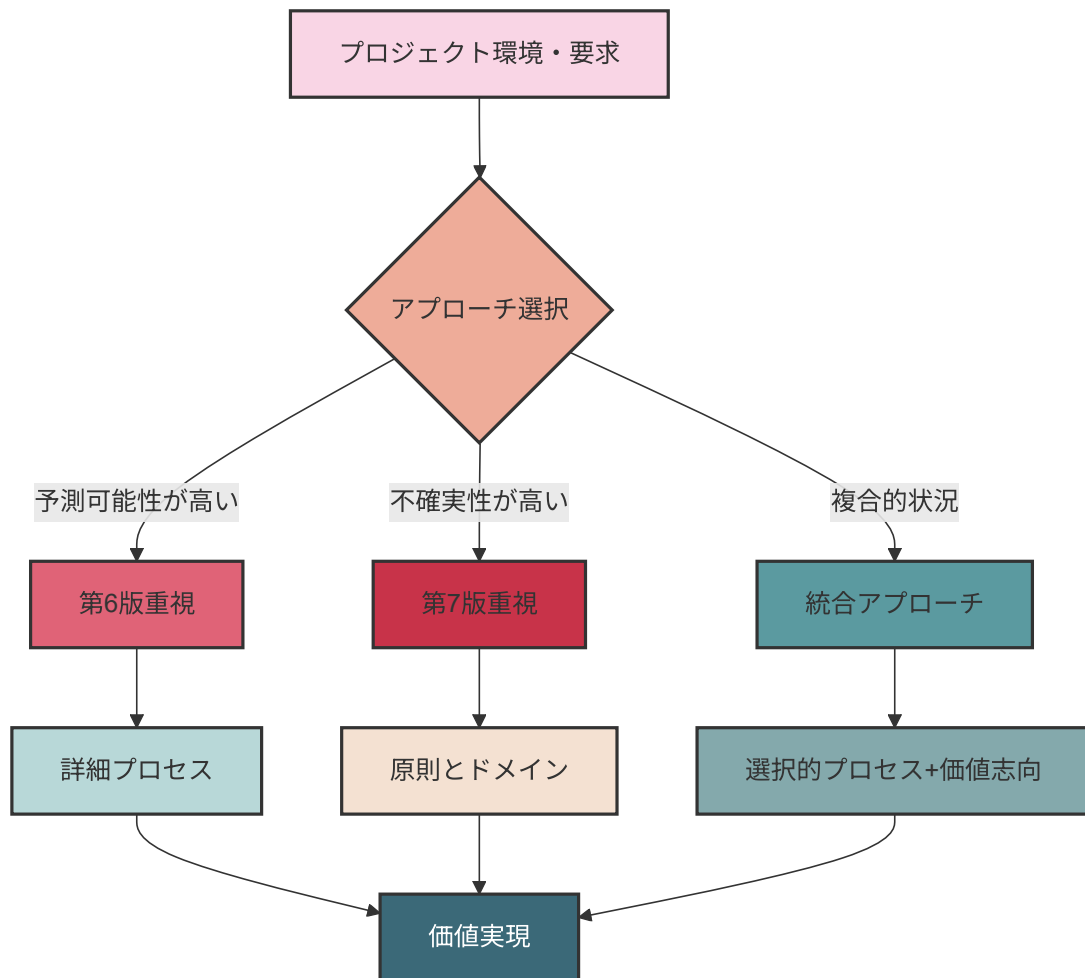 プロジェクト環境・要求
アプローチ選択
予測可能性が高い
不確実性が高い
複合的状況
第6版重視
第7版重視
統合アプローチ
詳細プロセス
原則とドメイン
選択的プロセス+価値志向
価値実現